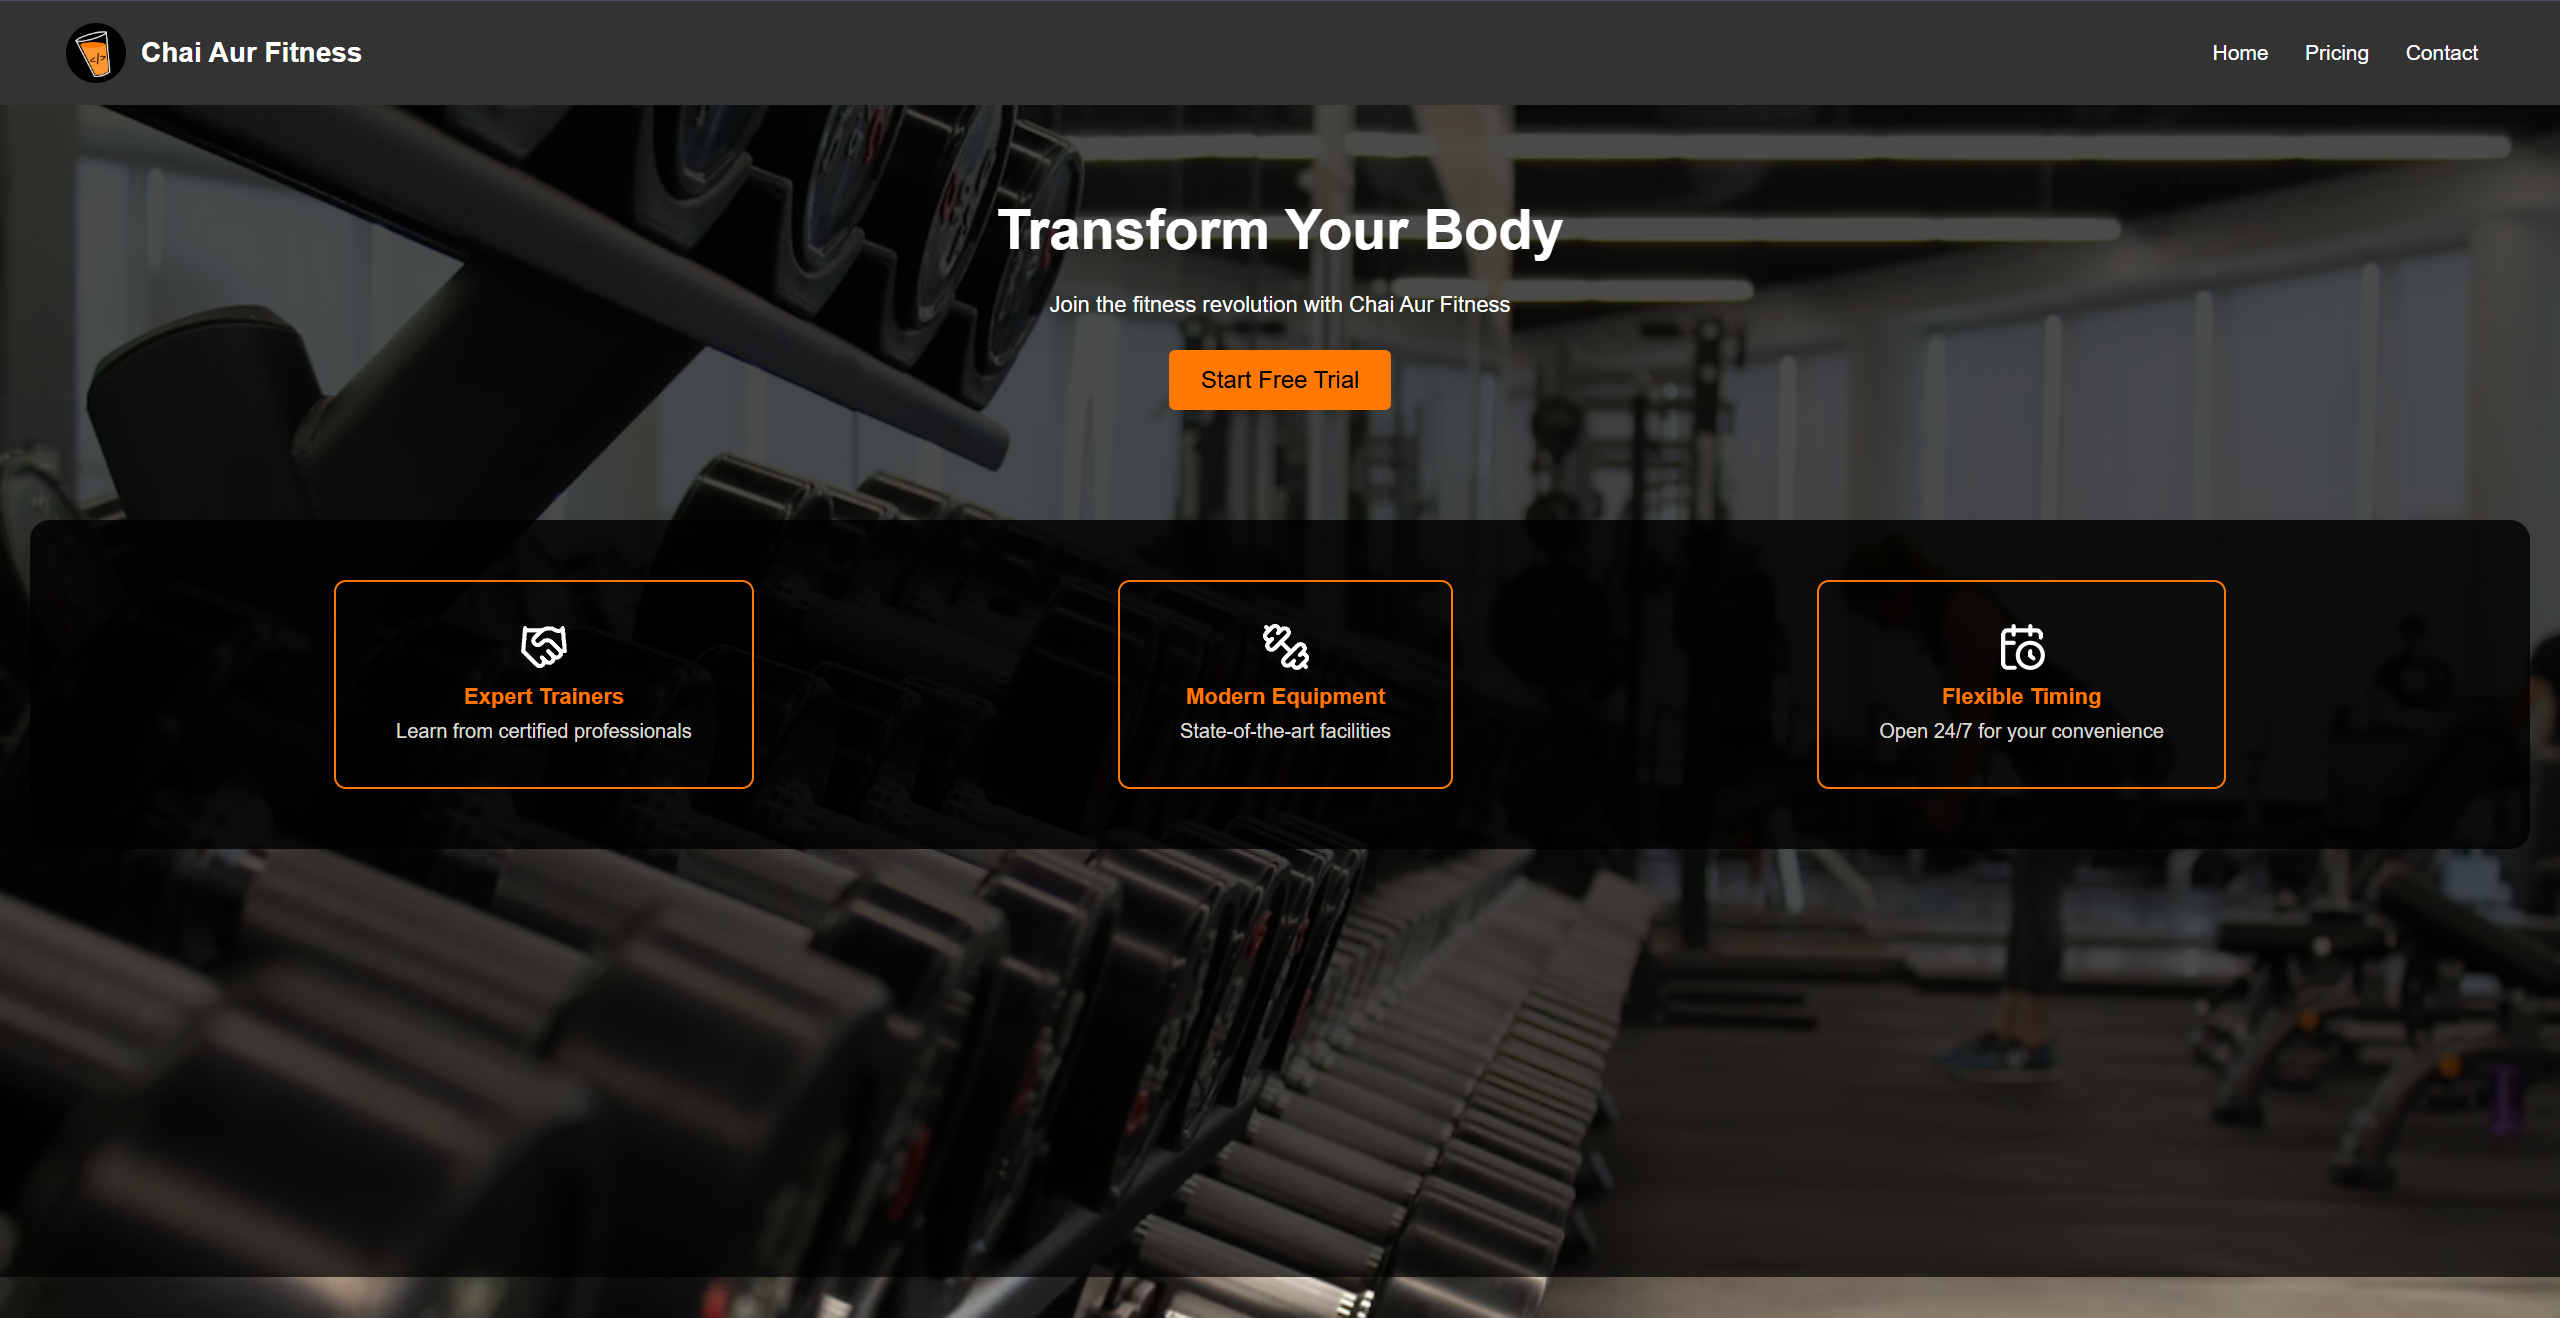 Chai Aur Fitness
Home Pricing Contact
Transform Your Body
Join the fitness revolution with Chai Aur Fitness
Start Free Trial
Expert Trainers
Learn from certified professionals
Modern Equipment
State-of-the-art facilities
Flexible Timing
Open 24/7 for your convenience